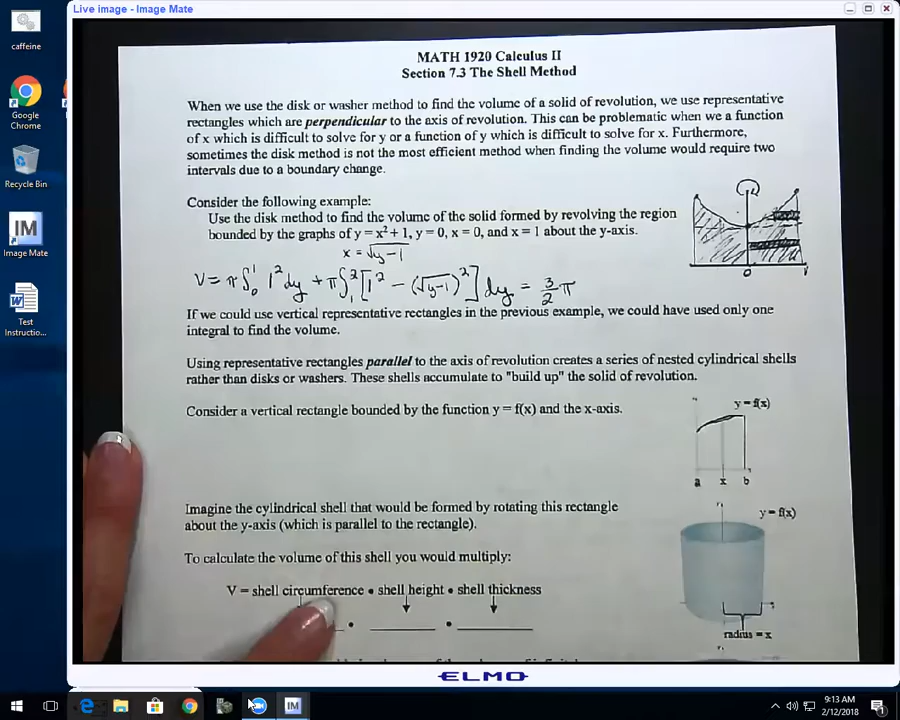 Live image - Image Mate
caffeine
Google
Chrome
Recycle Bin
IM
Image Mate
Test
Instructio...
MATH 1920 Calculus II
Section 7.3 The Shell Method
When we use the disk or washer method to find the volume of a solid of revolution, we use representative
rectangles which are perpendicular to the axis of revolution. This can be problematic when we a function
of x which is difficult to solve for y or a function of y which is difficult to solve for x. Furthermore,
sometimes the disk method is not the most efficient method when finding the volume would require two
intervals due to a boundary change.
Consider the following example:
Use the disk method to find the volume of the solid formed by revolving the region
bounded by the graphs of y = x² + 1, y = 0, x = 0, and x = 1 about the y-axis.
x = √y-1
V = π∫₀¹ 1² dy + π∫₁² [1² - (√y-1)²] dy = 3/2 π
0 1
If we could use vertical representative rectangles in the previous example, we could have used only one
integral to find the volume.
Using representative rectangles parallel to the axis of revolution creates a series of nested cylindrical shells
rather than disks or washers. These shells accumulate to "build up" the solid of revolution.
Consider a vertical rectangle bounded by the function y = f(x) and the x-axis.
y = f(x)
a x b
Imagine the cylindrical shell that would be formed by rotating this rectangle
about the y-axis (which is parallel to the rectangle).
y = f(x)
To calculate the volume of this shell you would multiply:
V = shell circumference • shell height • shell thickness
radius = x
ELMO
IM
9:13 AM
2/12/2018